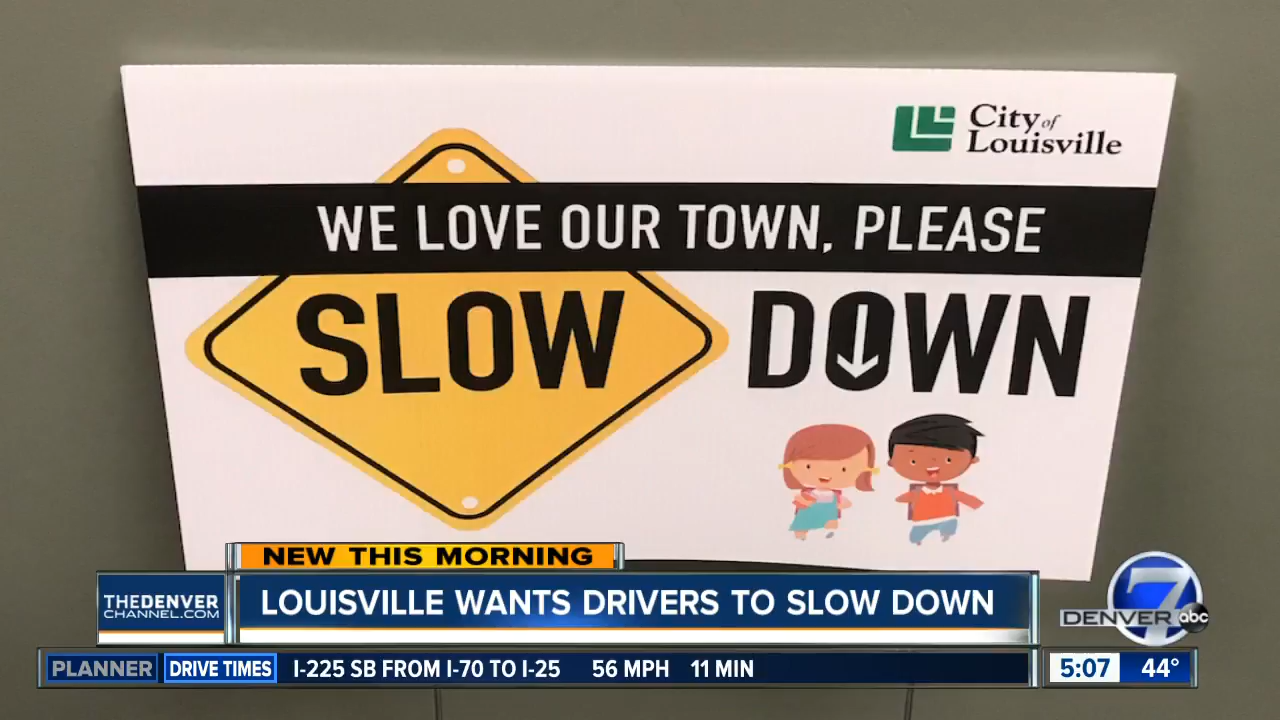 City of
Louisville
WE LOVE OUR TOWN, PLEASE
SLOW DOWN
NEW THIS MORNING
THEDENVER
CHANNEL.COM
LOUISVILLE WANTS DRIVERS TO SLOW DOWN
7
DENVER abc
PLANNER DRIVE TIMES I-225 SB FROM I-70 TO I-25 56 MPH 11 MIN 5:07 44°